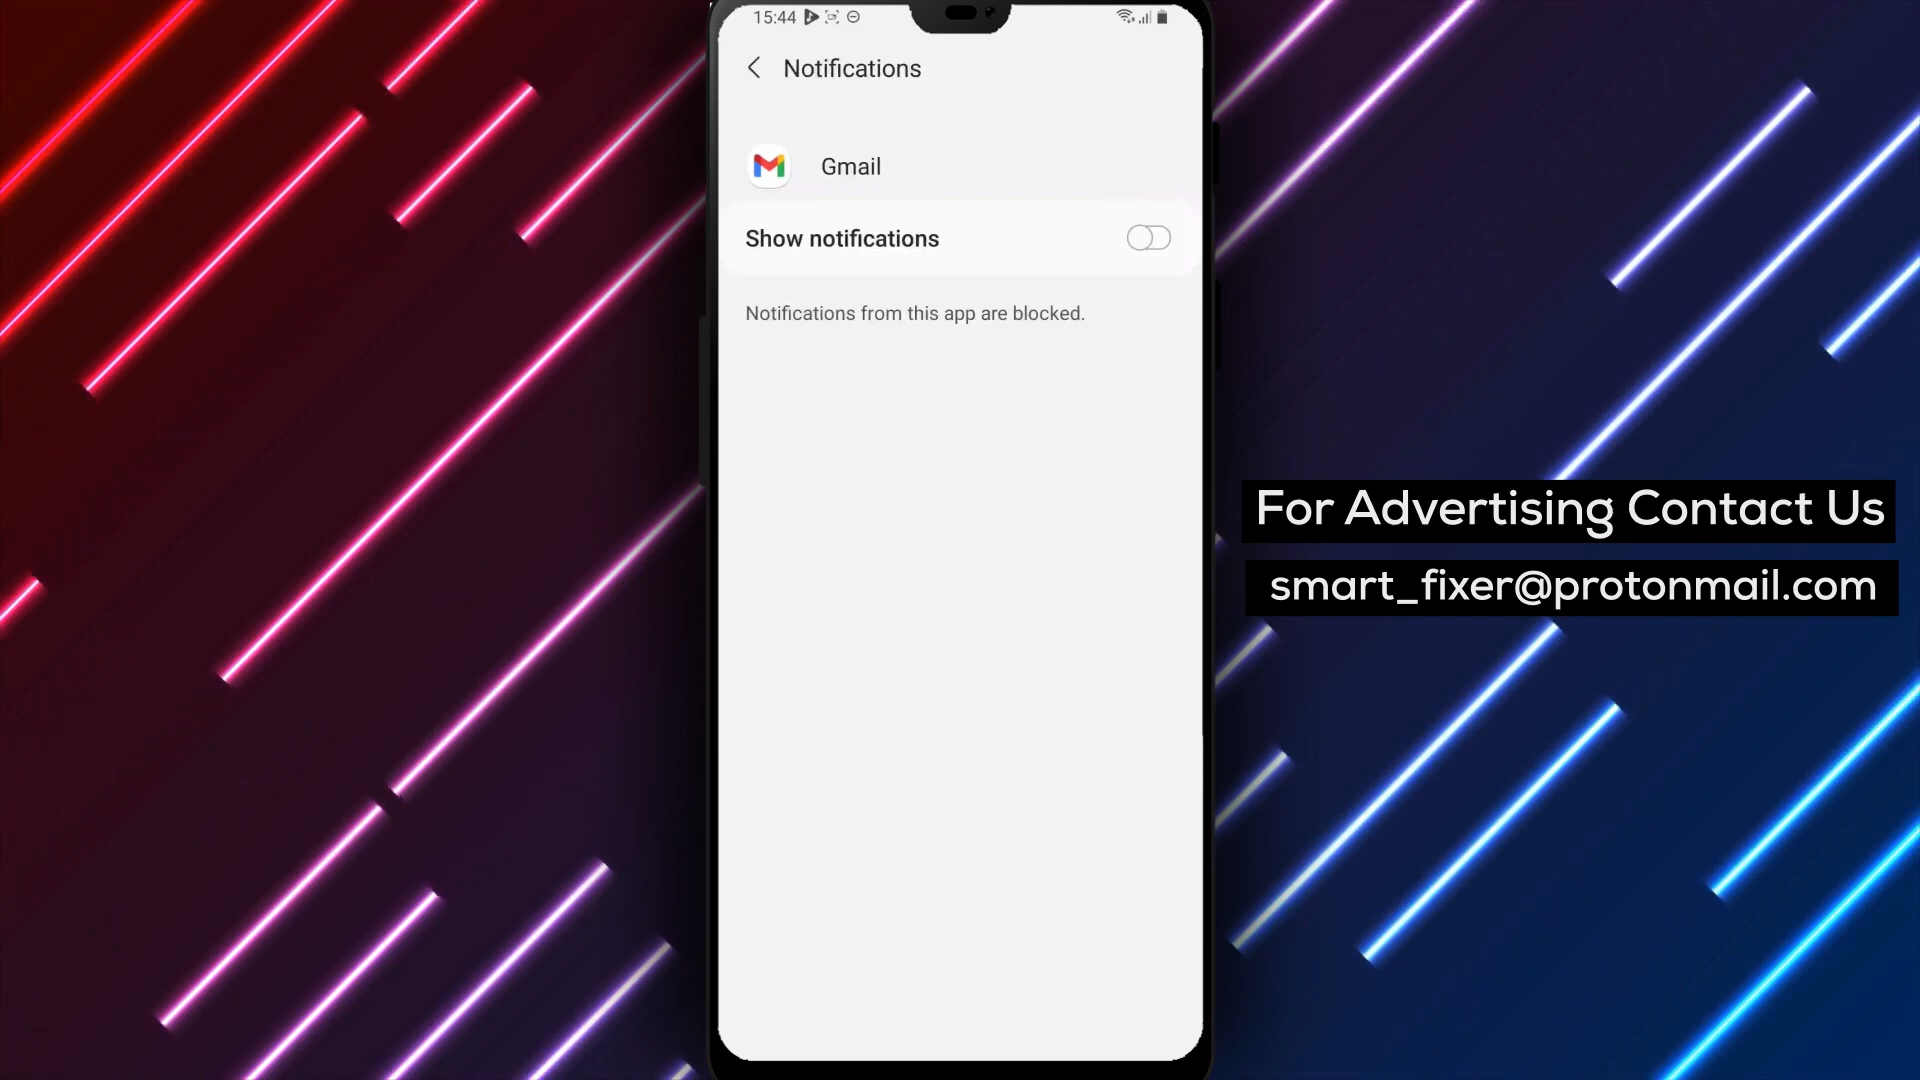 15:44
Notifications
Gmail
Show notifications
Notifications from this app are blocked.
For Advertising Contact Us
smart_fixer@protonmail.com